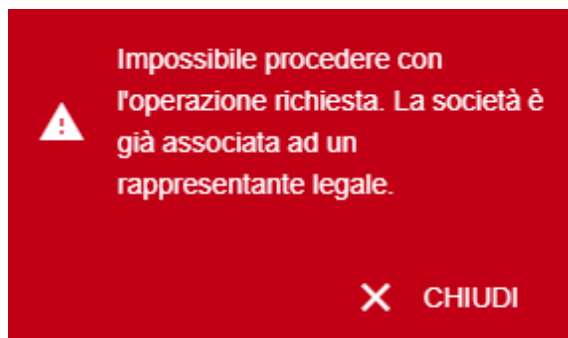 Impossibile procedere con
l'operazione richiesta. La società è
già associata ad un
rappresentante legale.
CHIUDI